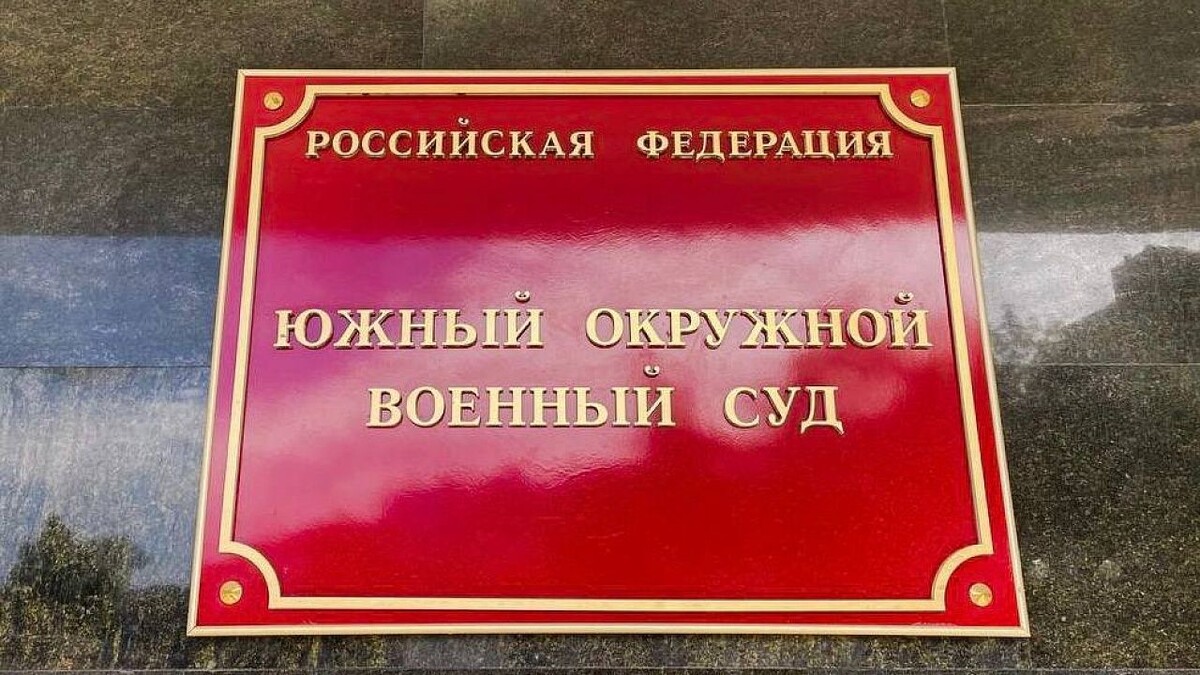 РОССИЙСКАЯ ФЕДЕРАЦИЯ
ЮЖНЫЙ ОКРУЖНОЙ
ВОЕННЫЙ СУД